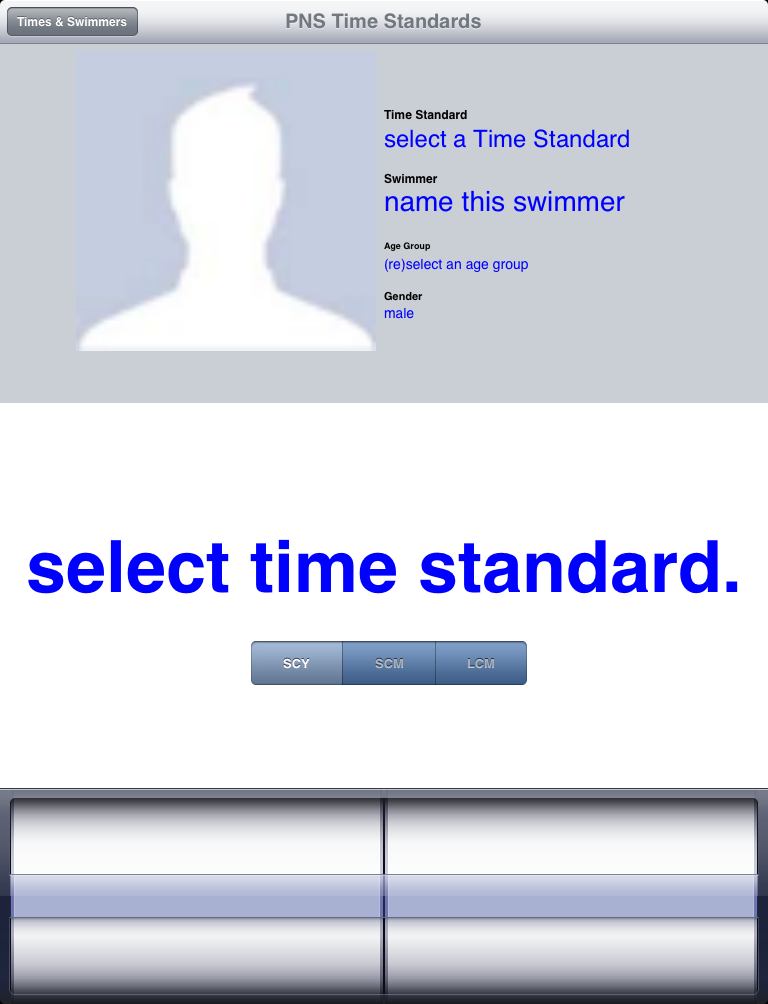 Times & Swimmers
PNS Time Standards
Time Standard
select a Time Standard
Swimmer
name this swimmer
Age Group
(re)select an age group
Gender
male
select time standard.
SCY SCM LCM